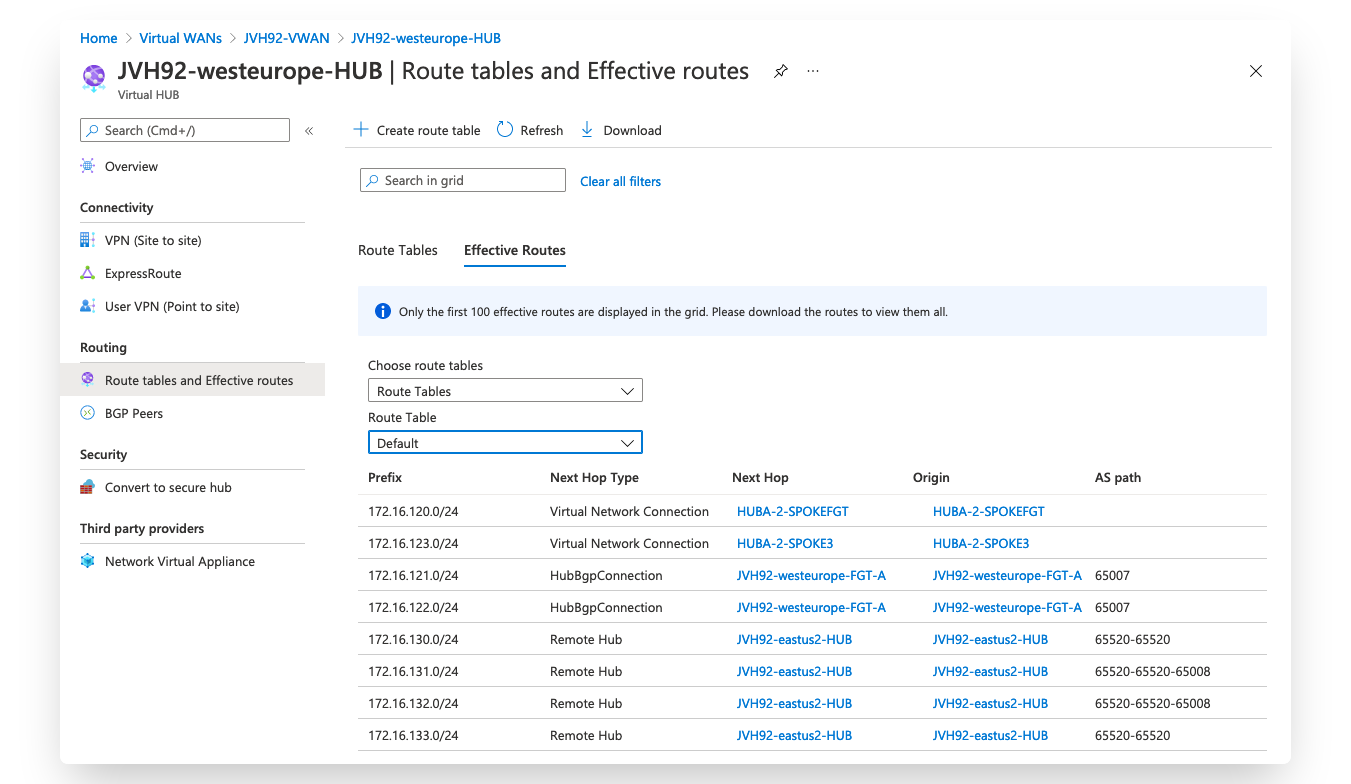 Home > Virtual WANs > JVH92-VWAN > JVH92-westeurope-HUB
JVH92-westeurope-HUB | Route tables and Effective routes ...
Virtual HUB
Search (Cmd+/) «
Create route table Refresh Download
Overview
Search in grid Clear all filters
Connectivity
VPN (Site to site)
ExpressRoute
User VPN (Point to site)
Routing
Route tables and Effective routes
BGP Peers
Security
Convert to secure hub
Third party providers
Network Virtual Appliance
Route Tables Effective Routes
Only the first 100 effective routes are displayed in the grid. Please download the routes to view them all.
Choose route tables
Route Tables
Route Table
Default
Prefix Next Hop Type Next Hop Origin AS path
172.16.120.0/24 Virtual Network Connection HUBA-2-SPOKEFGT HUBA-2-SPOKEFGT
172.16.123.0/24 Virtual Network Connection HUBA-2-SPOKE3 HUBA-2-SPOKE3
172.16.121.0/24 HubBgpConnection JVH92-westeurope-FGT-A JVH92-westeurope-FGT-A 65007
172.16.122.0/24 HubBgpConnection JVH92-westeurope-FGT-A JVH92-westeurope-FGT-A 65007
172.16.130.0/24 Remote Hub JVH92-eastus2-HUB JVH92-eastus2-HUB 65520-65520
172.16.131.0/24 Remote Hub JVH92-eastus2-HUB JVH92-eastus2-HUB 65520-65520-65008
172.16.132.0/24 Remote Hub JVH92-eastus2-HUB JVH92-eastus2-HUB 65520-65520-65008
172.16.133.0/24 Remote Hub JVH92-eastus2-HUB JVH92-eastus2-HUB 65520-65520